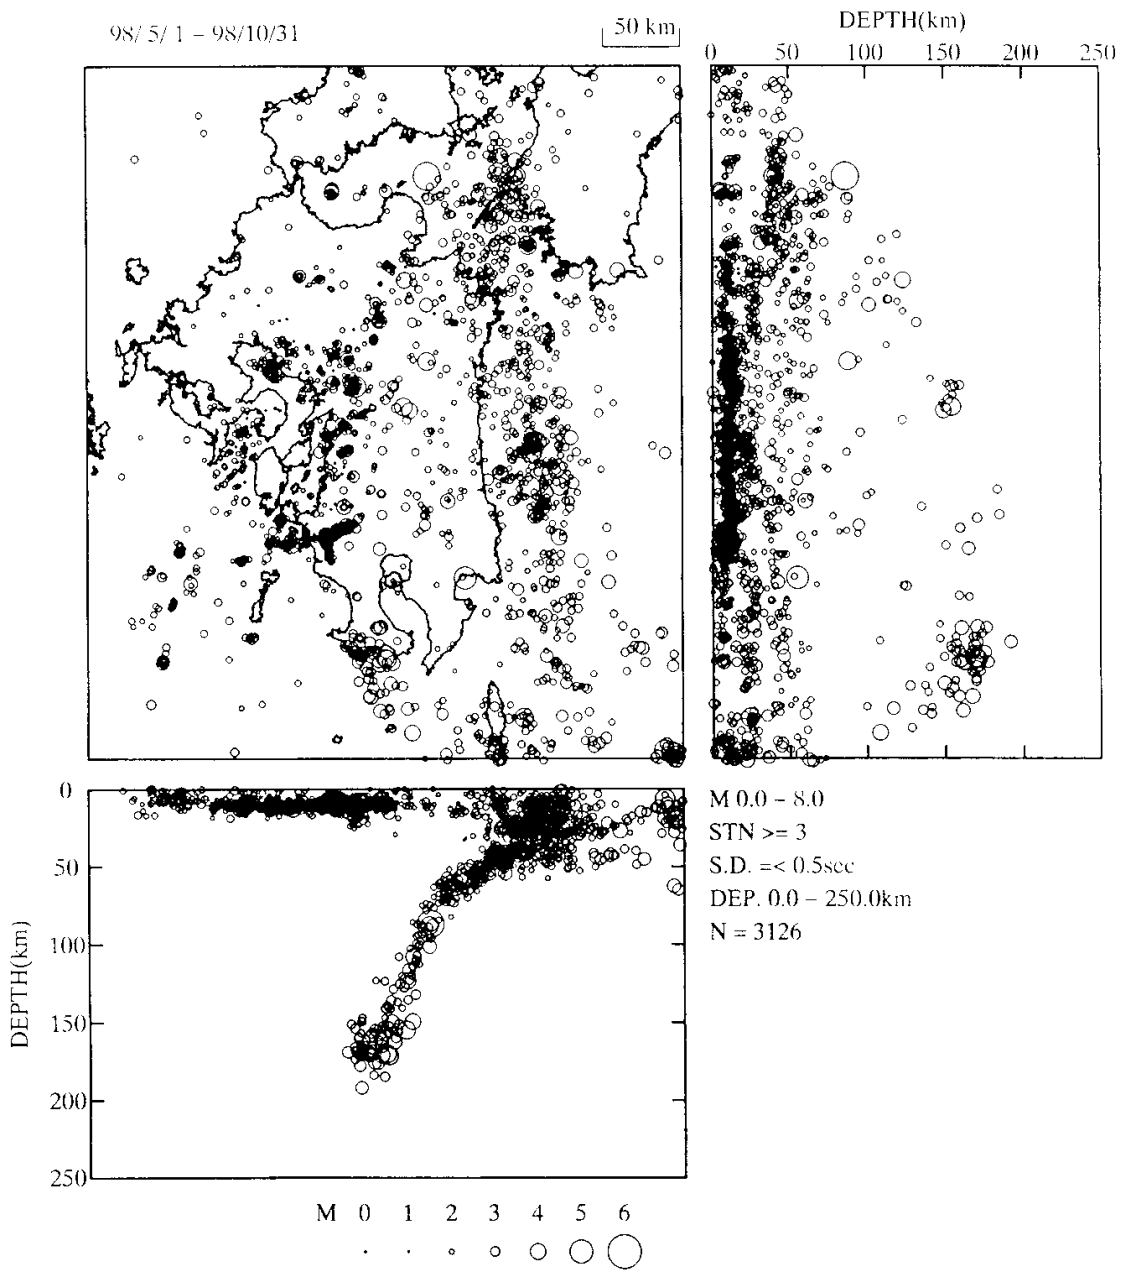 98/ 5/ 1 - 98/10/31
50 km
DEPTH(km)
0 50 100 150 200 250
0
50
100
150
200
250
DEPTH(km)
M 0.0 - 8.0
STN >= 3
S.D. =< 0.5sec
DEP. 0.0 - 250.0km
N = 3126
M 0 1 2 3 4 5 6